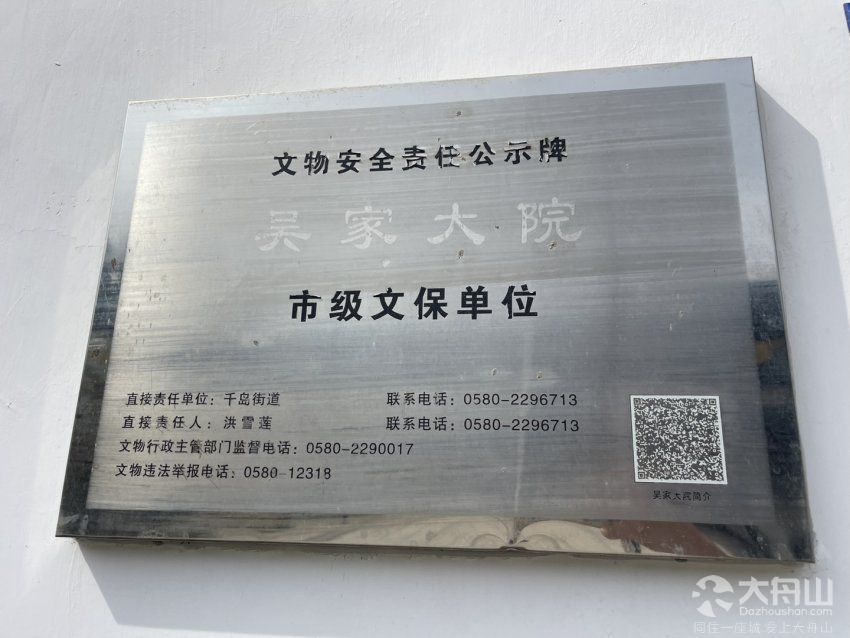 文物安全责任公示牌
吴家大院
市级文保单位
直接责任单位：千岛街道 联系电话：0580-2296713
直接责任人：洪雪莲 联系电话：0580-2296713
文物行政主管部门监督电话：0580-2290017
文物违法举报电话：0580-12318
吴家大院简介
大舟山
Dazhoushan.com
同住一座城 爱上大舟山